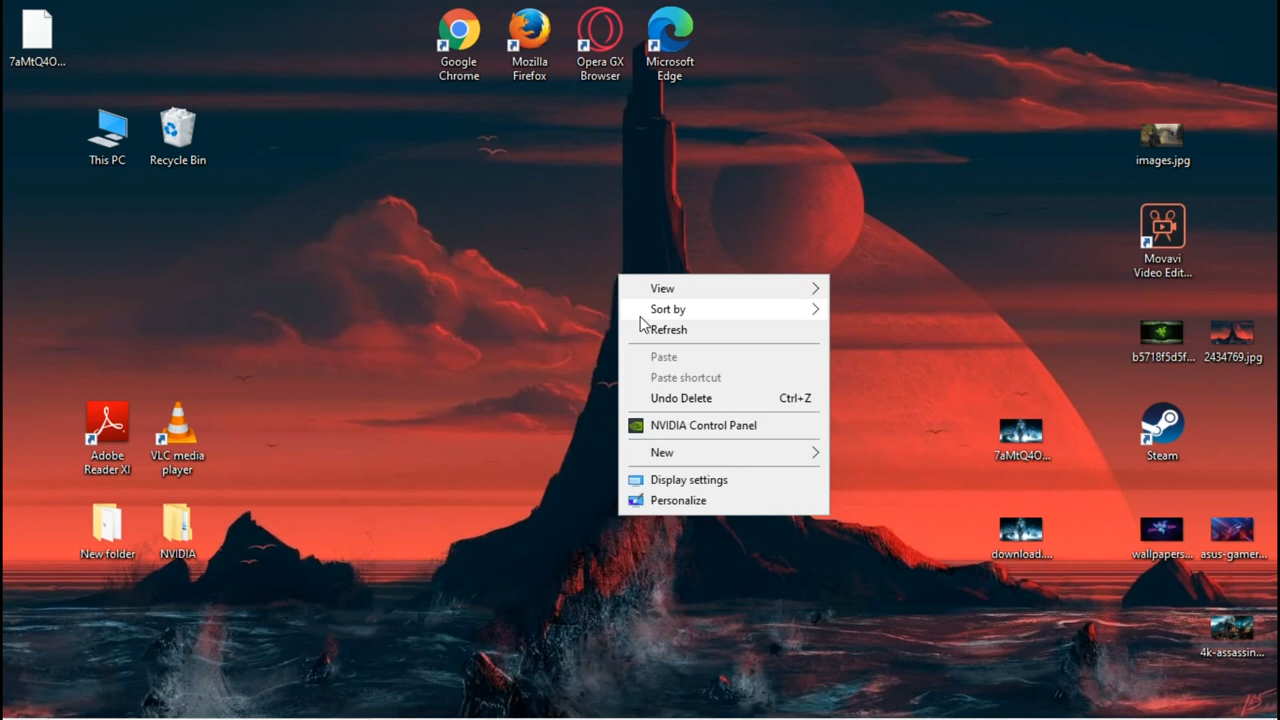 7aMtQ4O...
Google
Chrome
Mozilla
Firefox
Opera GX
Browser
Microsoft
Edge
This PC
Recycle Bin
images.jpg
Movavi
Video Edit...
View
Sort by
Refresh
Paste
Paste shortcut
Undo Delete Ctrl+Z
NVIDIA Control Panel
New
Display settings
Personalize
b5718f5d5f...
2434769.jpg
Adobe
Reader XI
VLC media
player
7aMtQ4O...
Steam
New folder
NVIDIA
download....
wallpapers...
asus-gamer...
4k-assassin...